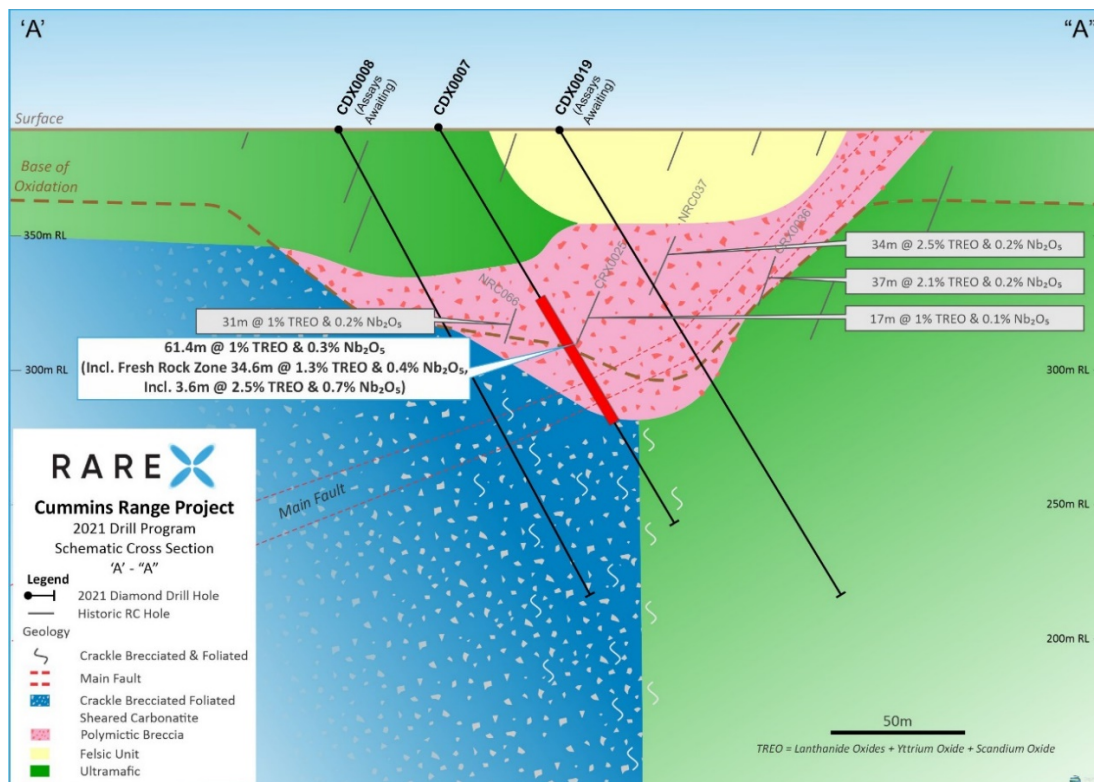 'A'
"A"
CDX0008
(Assays
Awaiting)
CDX0007
CDX0019
(Assays
Awaiting)
Surface
Base of
Oxidation
350m RL
350m RL
NRC037
CRX0036
CRX0025
NRC066
34m @ 2.5% TREO & 0.2% Nb₂O₅
37m @ 2.1% TREO & 0.2% Nb₂O₅
17m @ 1% TREO & 0.1% Nb₂O₅
31m @ 1% TREO & 0.2% Nb₂O₅
61.4m @ 1% TREO & 0.3% Nb₂O₅
(Incl. Fresh Rock Zone 34.6m @ 1.3% TREO & 0.4% Nb₂O₅,
Incl. 3.6m @ 2.5% TREO & 0.7% Nb₂O₅)
300m RL
300m RL
Main Fault
250m RL
200m RL
RAREX
Cummins Range Project
2021 Drill Program
Schematic Cross Section
'A' - "A"
Legend
2021 Diamond Drill Hole
Historic RC Hole
Geology
Crackle Brecciated & Foliated
Main Fault
Crackle Brecciated Foliated
Sheared Carbonatite
Polymictic Breccia
Felsic Unit
Ultramafic
50m
TREO = Lanthanide Oxides + Yttrium Oxide + Scandium Oxide